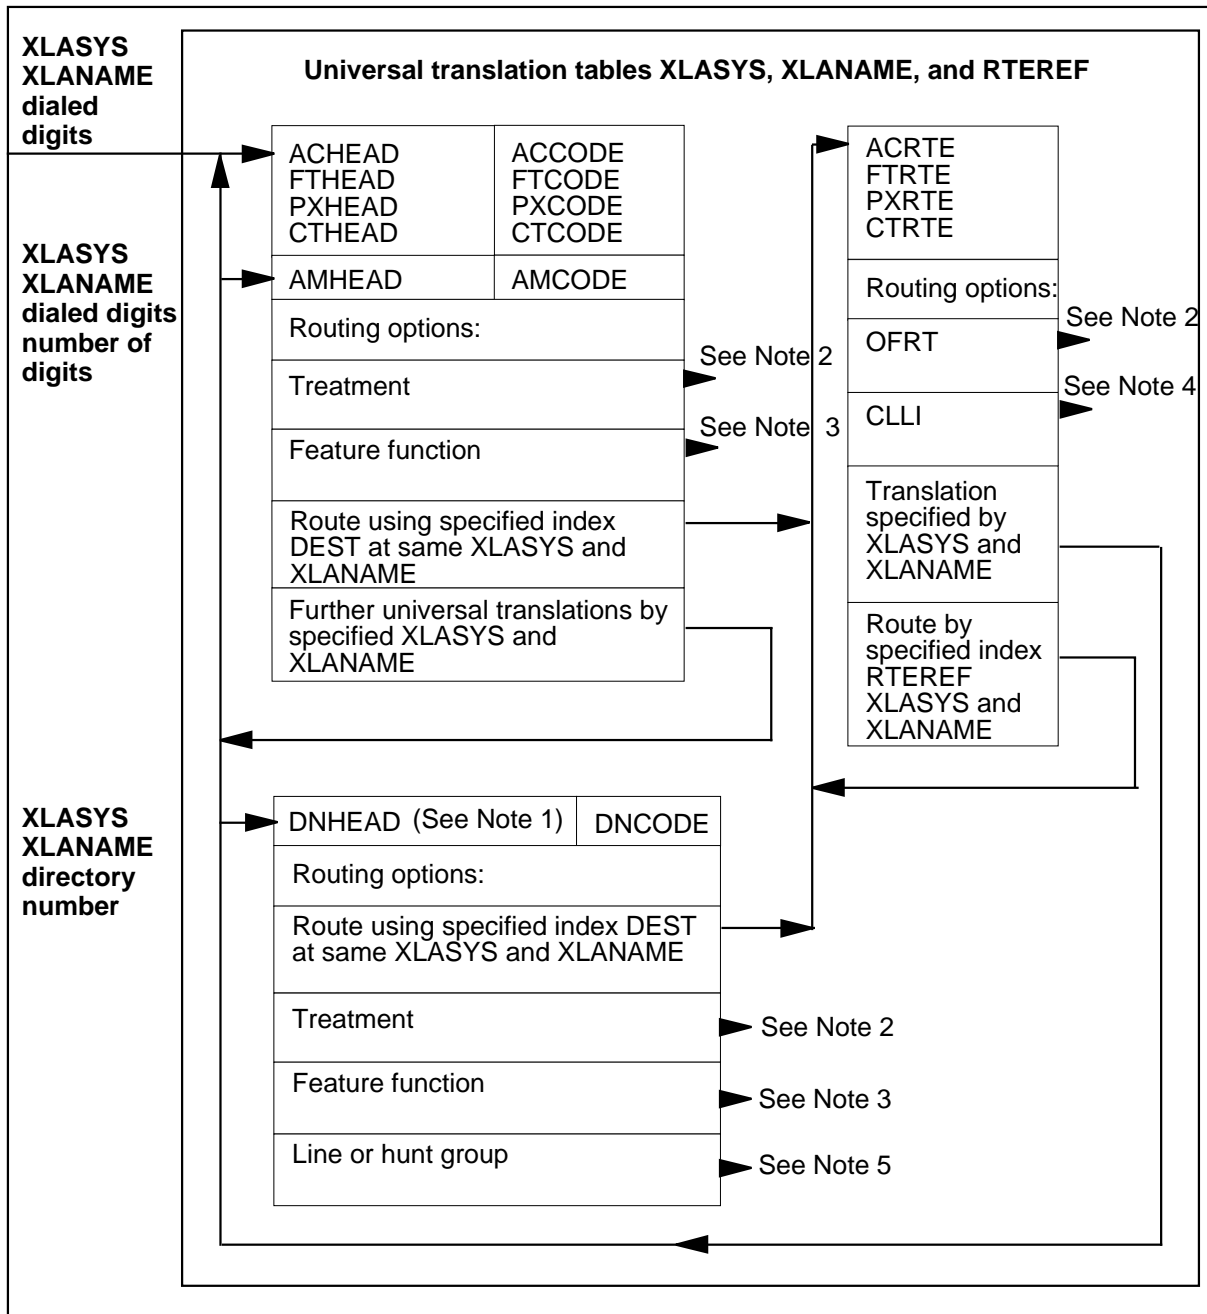 XLASYS
XLANAME
dialed
digits
Universal translation tables XLASYS, XLANAME, and RTEREF
ACHEAD
FTHEAD
PXHEAD
CTHEAD
ACCODE
FTCODE
PXCODE
CTCODE
XLASYS
XLANAME
dialed digits
number of
digits
AMHEAD
AMCODE
Routing options:
Treatment
See Note 2
Feature function
See Note 3
Route using specified index
DEST at same XLASYS and
XLANAME
Further universal translations by
specified XLASYS and
XLANAME
ACRTE
FTRTE
PXRTE
CTRTE
Routing options:
OFRT
See Note 2
CLLI
See Note 4
Translation
specified by
XLASYS and
XLANAME
Route by
specified index
RTEREF
XLASYS and
XLANAME
XLASYS
XLANAME
directory
number
DNHEAD (See Note 1)
DNCODE
Routing options:
Route using specified index DEST
at same XLASYS and XLANAME
Treatment
See Note 2
Feature function
See Note 3
Line or hunt group
See Note 5